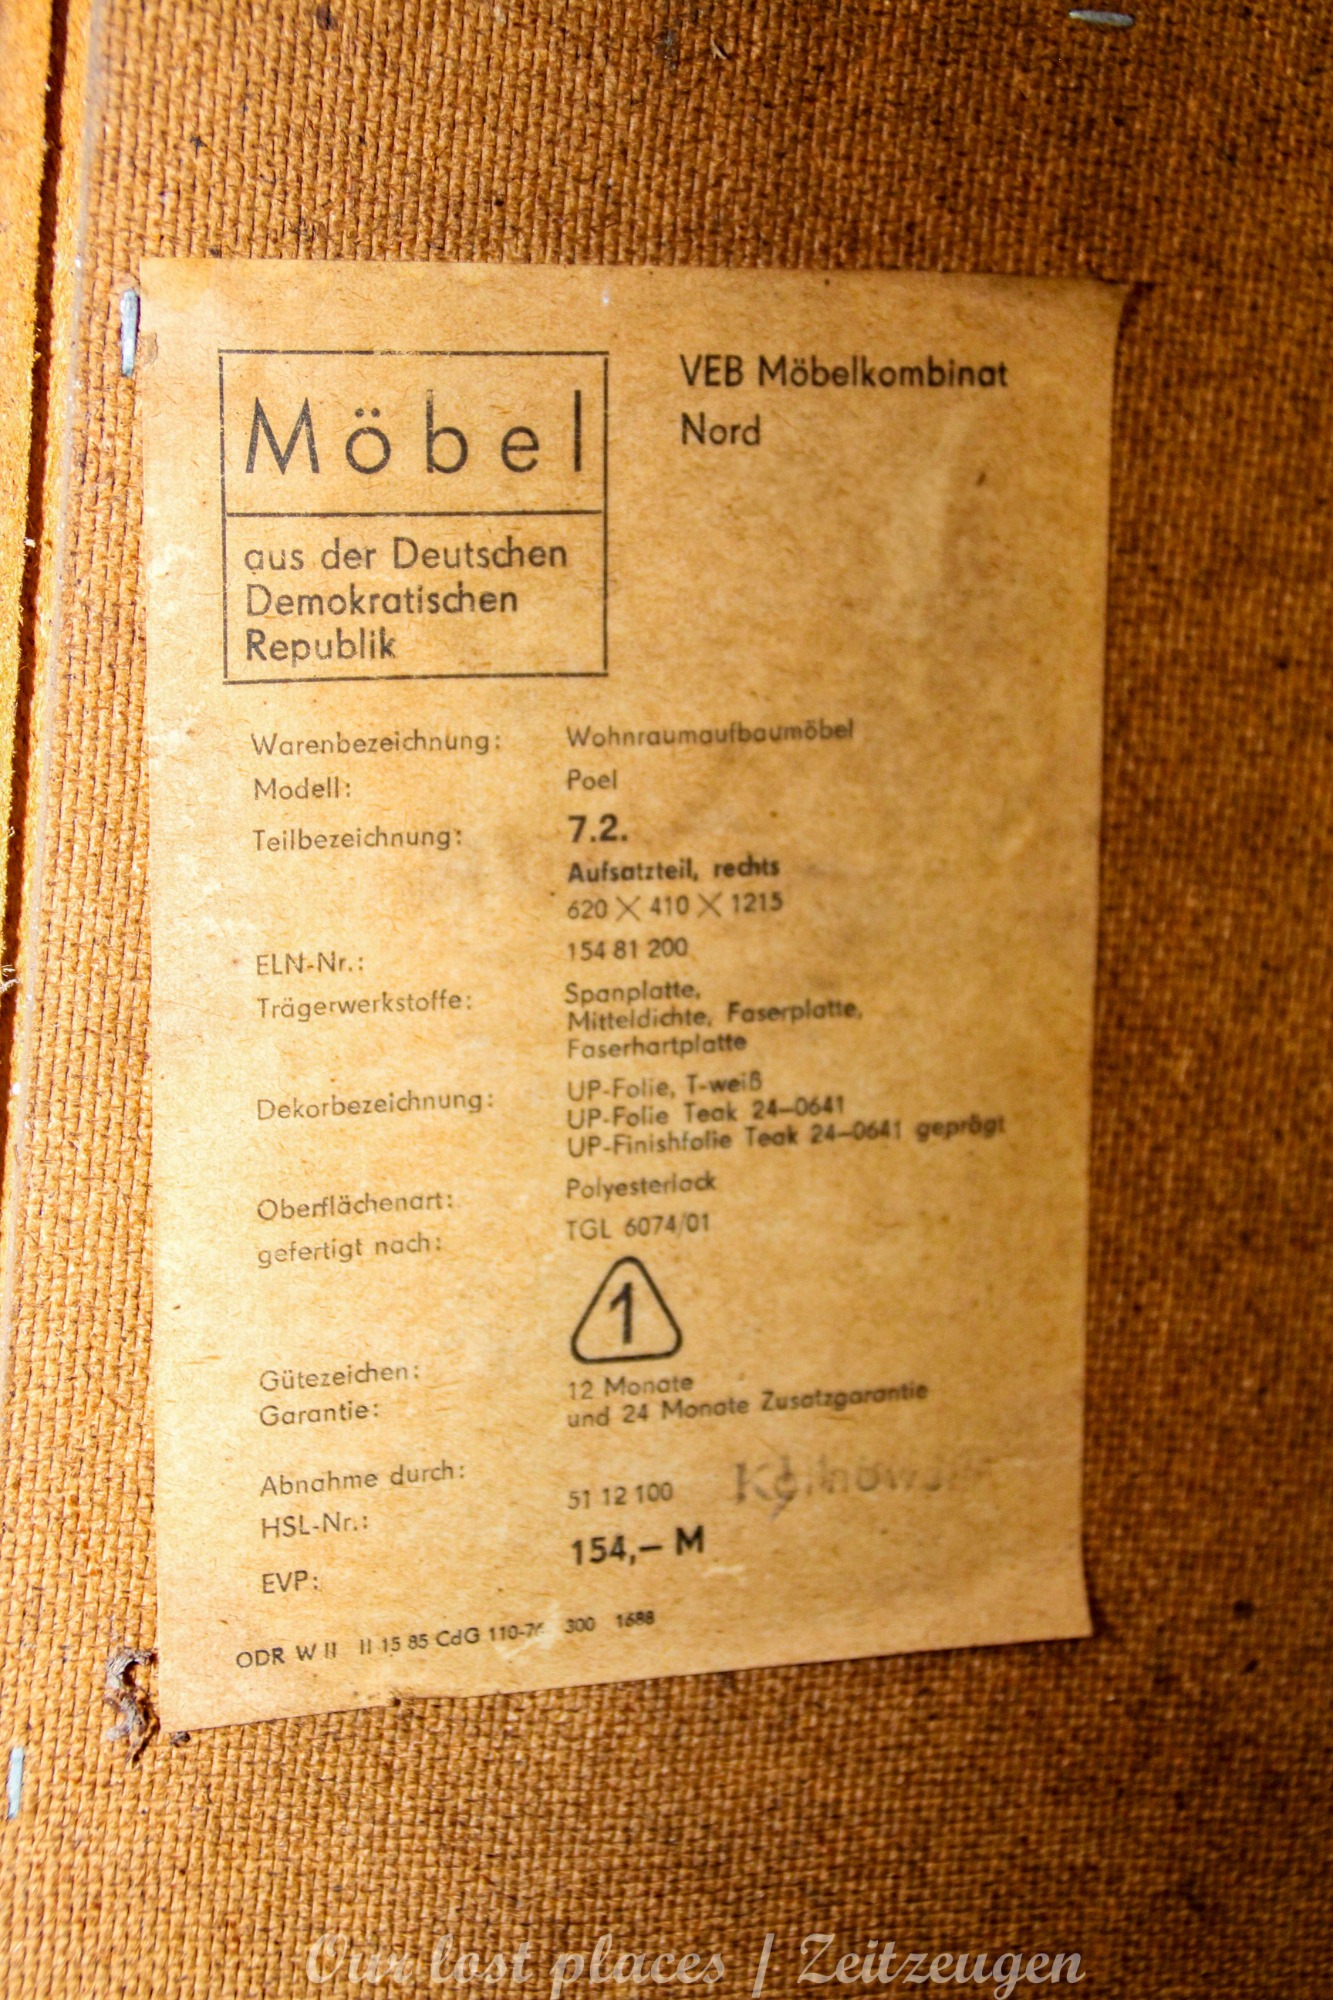 Möbel
aus der Deutschen
Demokratischen
Republik
VEB Möbelkombinat
Nord
Warenbezeichnung: Wohnraumaufbaumöbel
Modell: Poel
Teilbezeichnung: 7.2.
Aufsatzteil, rechts
620 X 410 X 1215
ELN-Nr.: 154 81 200
Trägerwerkstoffe: Spanplatte,
Mitteldichte, Faserplatte,
Faserhartplatte
Dekorbezeichnung: UP-Folie, T-weiß
UP-Folie Teak 24–0641
UP-Finishfolie Teak 24–0641 geprägt
Oberflächenart: Polyesterlack
gefertigt nach: TGL 6074/01
1
Gütezeichen:
Garantie: 12 Monate
und 24 Monate Zusatzgarantie
Abnahme durch:
HSL-Nr.: 51 12 100
EVP: 154,– M
ODR W II II 15 85 CdG 300 1688
Our lost places / Zeitzeugen